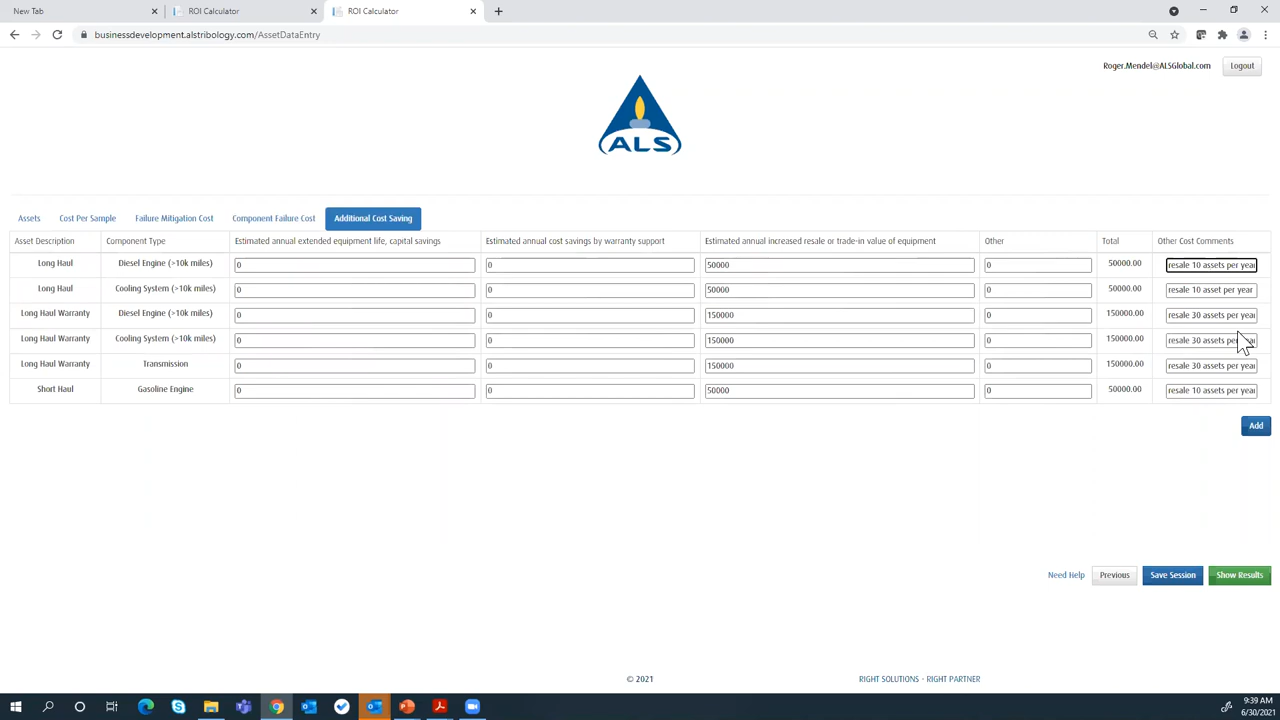 New Tab
ROI Calculator
ROI Calculator
businessdevelopment.alstribology.com/AssetDataEntry
Roger.Mendel@ALSGlobal.com
Logout
ALS
Assets
Cost Per Sample
Failure Mitigation Cost
Component Failure Cost
Additional Cost Saving
Asset Description Component Type Estimated annual extended equipment life, capital savings Estimated annual cost savings by warranty support Estimated annual increased resale or trade-in value of equipment Other Total Other Cost Comments
Long Haul Diesel Engine (>10k miles) 0 0 50000 0 50000.00 resale 10 assets per year
Long Haul Cooling System (>10k miles) 0 0 50000 0 50000.00 resale 10 asset per year
Long Haul Warranty Diesel Engine (>10k miles) 0 0 150000 0 150000.00 resale 30 assets per year
Long Haul Warranty Cooling System (>10k miles) 0 0 150000 0 150000.00 resale 30 assets
Long Haul Warranty Transmission 0 0 150000 0 150000.00 resale 30 assets per year
Short Haul Gasoline Engine 0 0 50000 0 50000.00 resale 10 assets per year
Add
Need Help
Previous
Save Session
Show Results
© 2021
RIGHT SOLUTIONS - RIGHT PARTNER
9:39 AM
6/30/2021